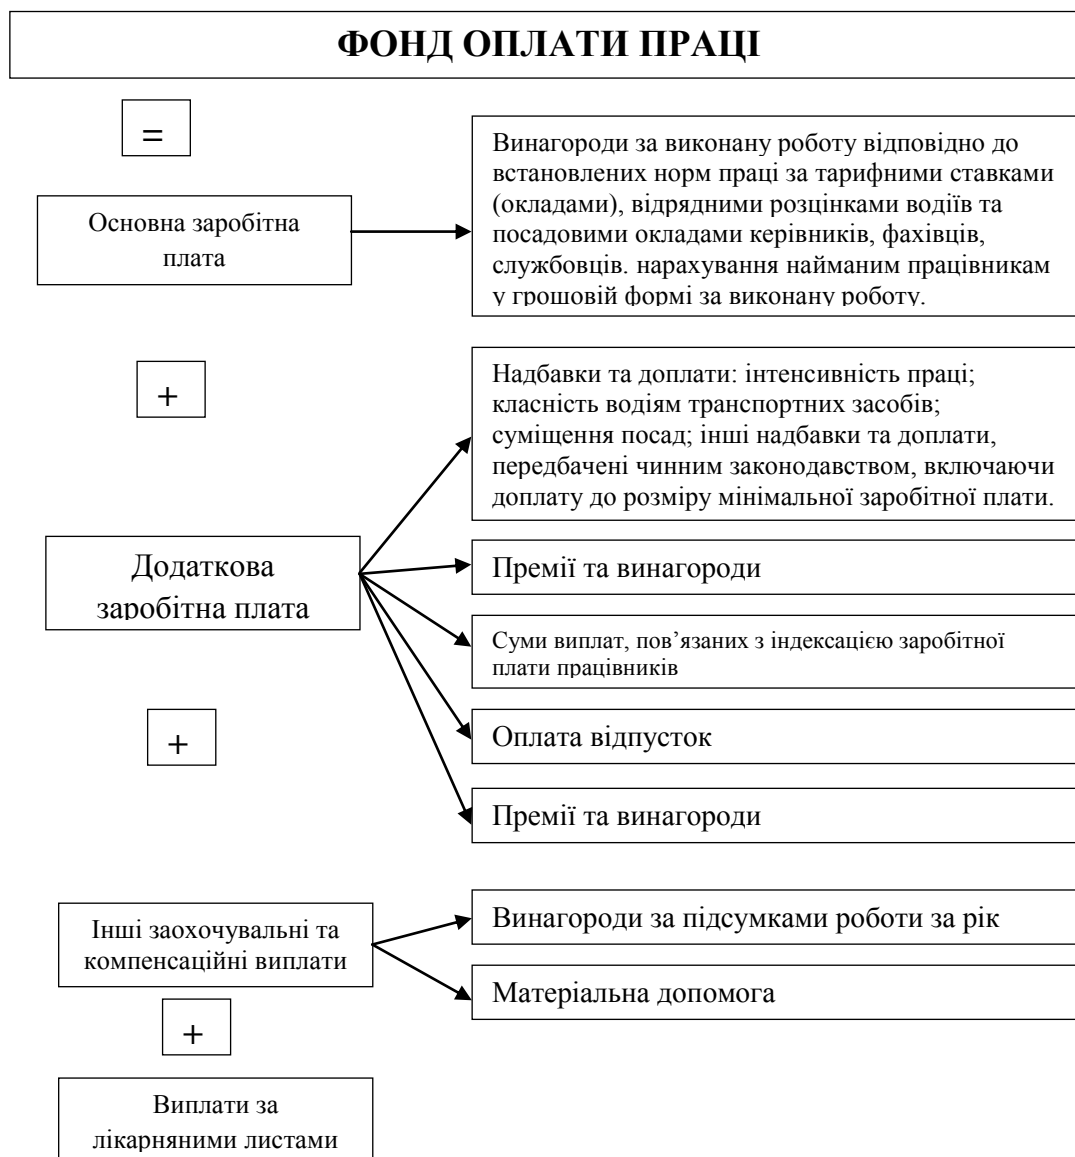 ФОНД ОПЛАТИ ПРАЦІ
=
Основна заробітна
плата
Винагороди за виконану роботу відповідно до
встановлених норм праці за тарифними ставками
(окладами), відрядними розцінками водіїв та
посадовими окладами керівників, фахівців,
службовців. нарахування найманим працівникам
у грошовій формі за виконану роботу.
+
Додаткова
заробітна плата
Надбавки та доплати: інтенсивність праці;
класність водіям транспортних засобів;
суміщення посад; інші надбавки та доплати,
передбачені чинним законодавством, включаючи
доплату до розміру мінімальної заробітної плати.
Премії та винагороди
Суми виплат, пов’язаних з індексацією заробітної
плати працівників
Оплата відпусток
Премії та винагороди
+
Інші заохочувальні та
компенсаційні виплати
Винагороди за підсумками роботи за рік
Матеріальна допомога
+
Виплати за
лікарняними листами